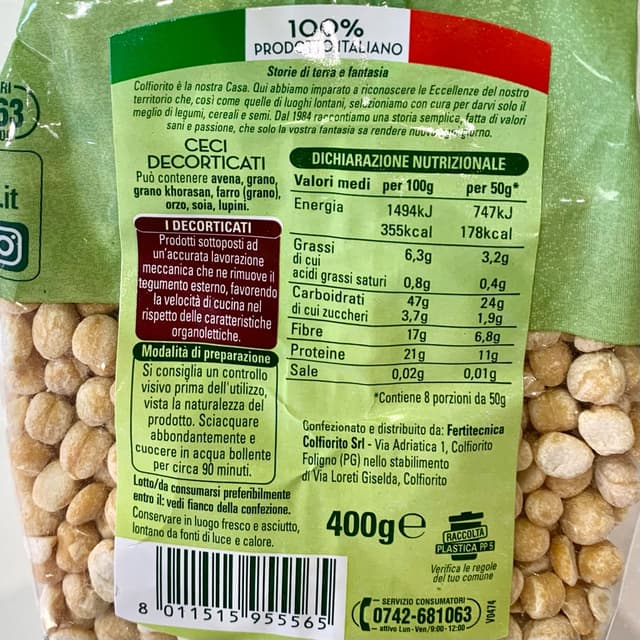 100%
PRODOTTO ITALIANO
Storie di terra e fantasia
Colfiorito è la nostra Casa. Qui abbiamo imparato a riconoscere le Eccellenze del nostro
territorio che, così come quelle di luoghi lontani, selezioniamo con cura per darvi solo il
meglio di legumi, cereali e semi. Dal 1984 raccontiamo una storia semplice, fatta di valori
sani e passione, che solo la vostra fantasia sa rendere nuova ogni giorno.
63
.it
CECI
DECORTICATI
Può contenere avena, grano,
grano khorasan, farro (grano),
orzo, soia, lupini.
I DECORTICATI
Prodotti sottoposti ad
un'accurata lavorazione
meccanica che ne rimuove il
tegumento esterno, favorendo
la velocità di cucina nel
rispetto delle caratteristiche
organolettiche.
Modalità di preparazione
Si consiglia un controllo
visivo prima dell'utilizzo,
vista la naturalezza del
prodotto. Sciacquare
abbondantemente e
cuocere in acqua bollente
per circa 90 minuti.
Lotto/da consumarsi preferibilmente
entro il: vedi fianco della confezione.
Conservare in luogo fresco e asciutto,
lontano da fonti di luce e calore.
8 011515 955565
DICHIARAZIONE NUTRIZIONALE
Valori medi per 100g per 50g*
Energia 1494kJ 747kJ
355kcal 178kcal
Grassi 6,3g 3,2g
di cui
acidi grassi saturi 0,8g 0,4g
Carboidrati 47g 24g
di cui zuccheri 3,7g 1,9g
Fibre 17g 6,8g
Proteine 21g 11g
Sale 0,02g 0,01g
*Contiene 8 porzioni da 50g
Confezionato e distribuito da: Fertitecnica
Colfiorito Srl - Via Adriatica 1, Colfiorito
Foligno (PG) nello stabilimento
di Via Loreti Giselda, Colfiorito
400g e
RACCOLTA
PLASTICA PP 5
Verifica le regole
del tuo comune
SERVIZIO CONSUMATORI
0742-681063
attivo Lun - Ven / 9:00 - 12:00
V0474